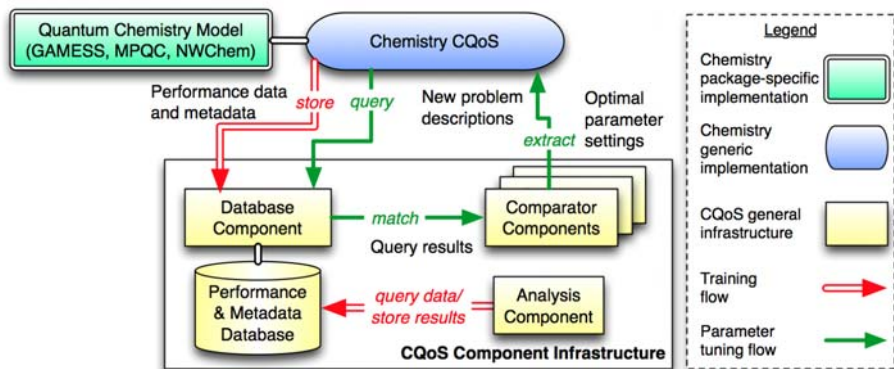 Quantum Chemistry Model
(GAMESS, MPQC, NWChem)
Chemistry CQoS
Performance data
and metadata
store
query
New problem
descriptions
Optimal
parameter
settings
extract
Database
Component
match
Query results
Comparator
Components
Performance
& Metadata
Database
query data/
store results
Analysis
Component
CQoS Component Infrastructure
Legend
Chemistry
package-specific
implementation
Chemistry
generic
implementation
CQoS general
infrastructure
Training
flow
Parameter
tuning flow